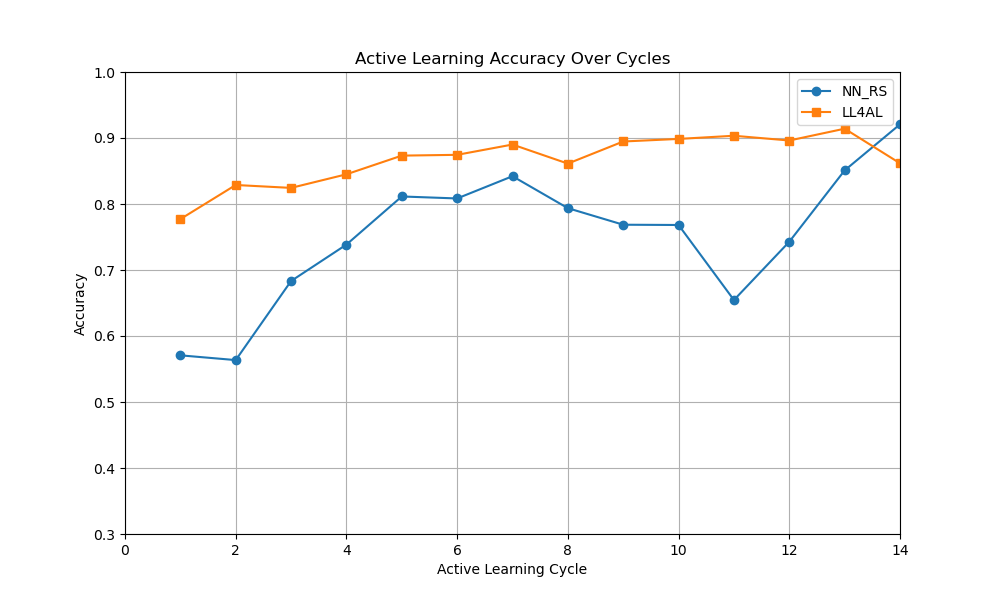 Active Learning Accuracy Over Cycles
1.0
NN_RS
LL4AL
0.9
0.8
0.7
0.6
0.5
0.4
0.3
Accuracy
0 2 4 6 8 10 12 14
Active Learning Cycle